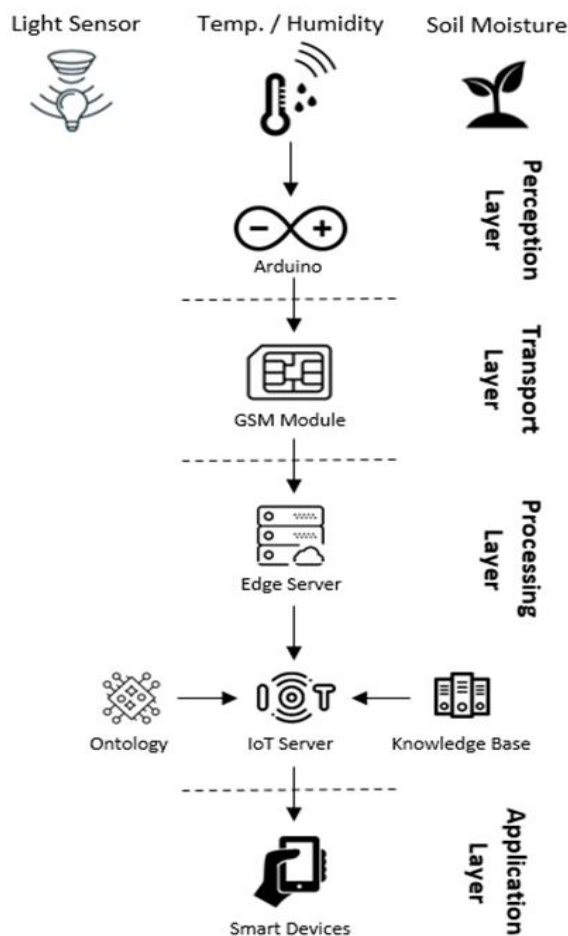 Light Sensor
Temp. / Humidity
Soil Moisture
Perception
Layer
Arduino
Transport
Layer
GSM Module
Processing
Layer
Edge Server
Ontology
IOT
IoT Server
Knowledge Base
Application
Layer
Smart Devices